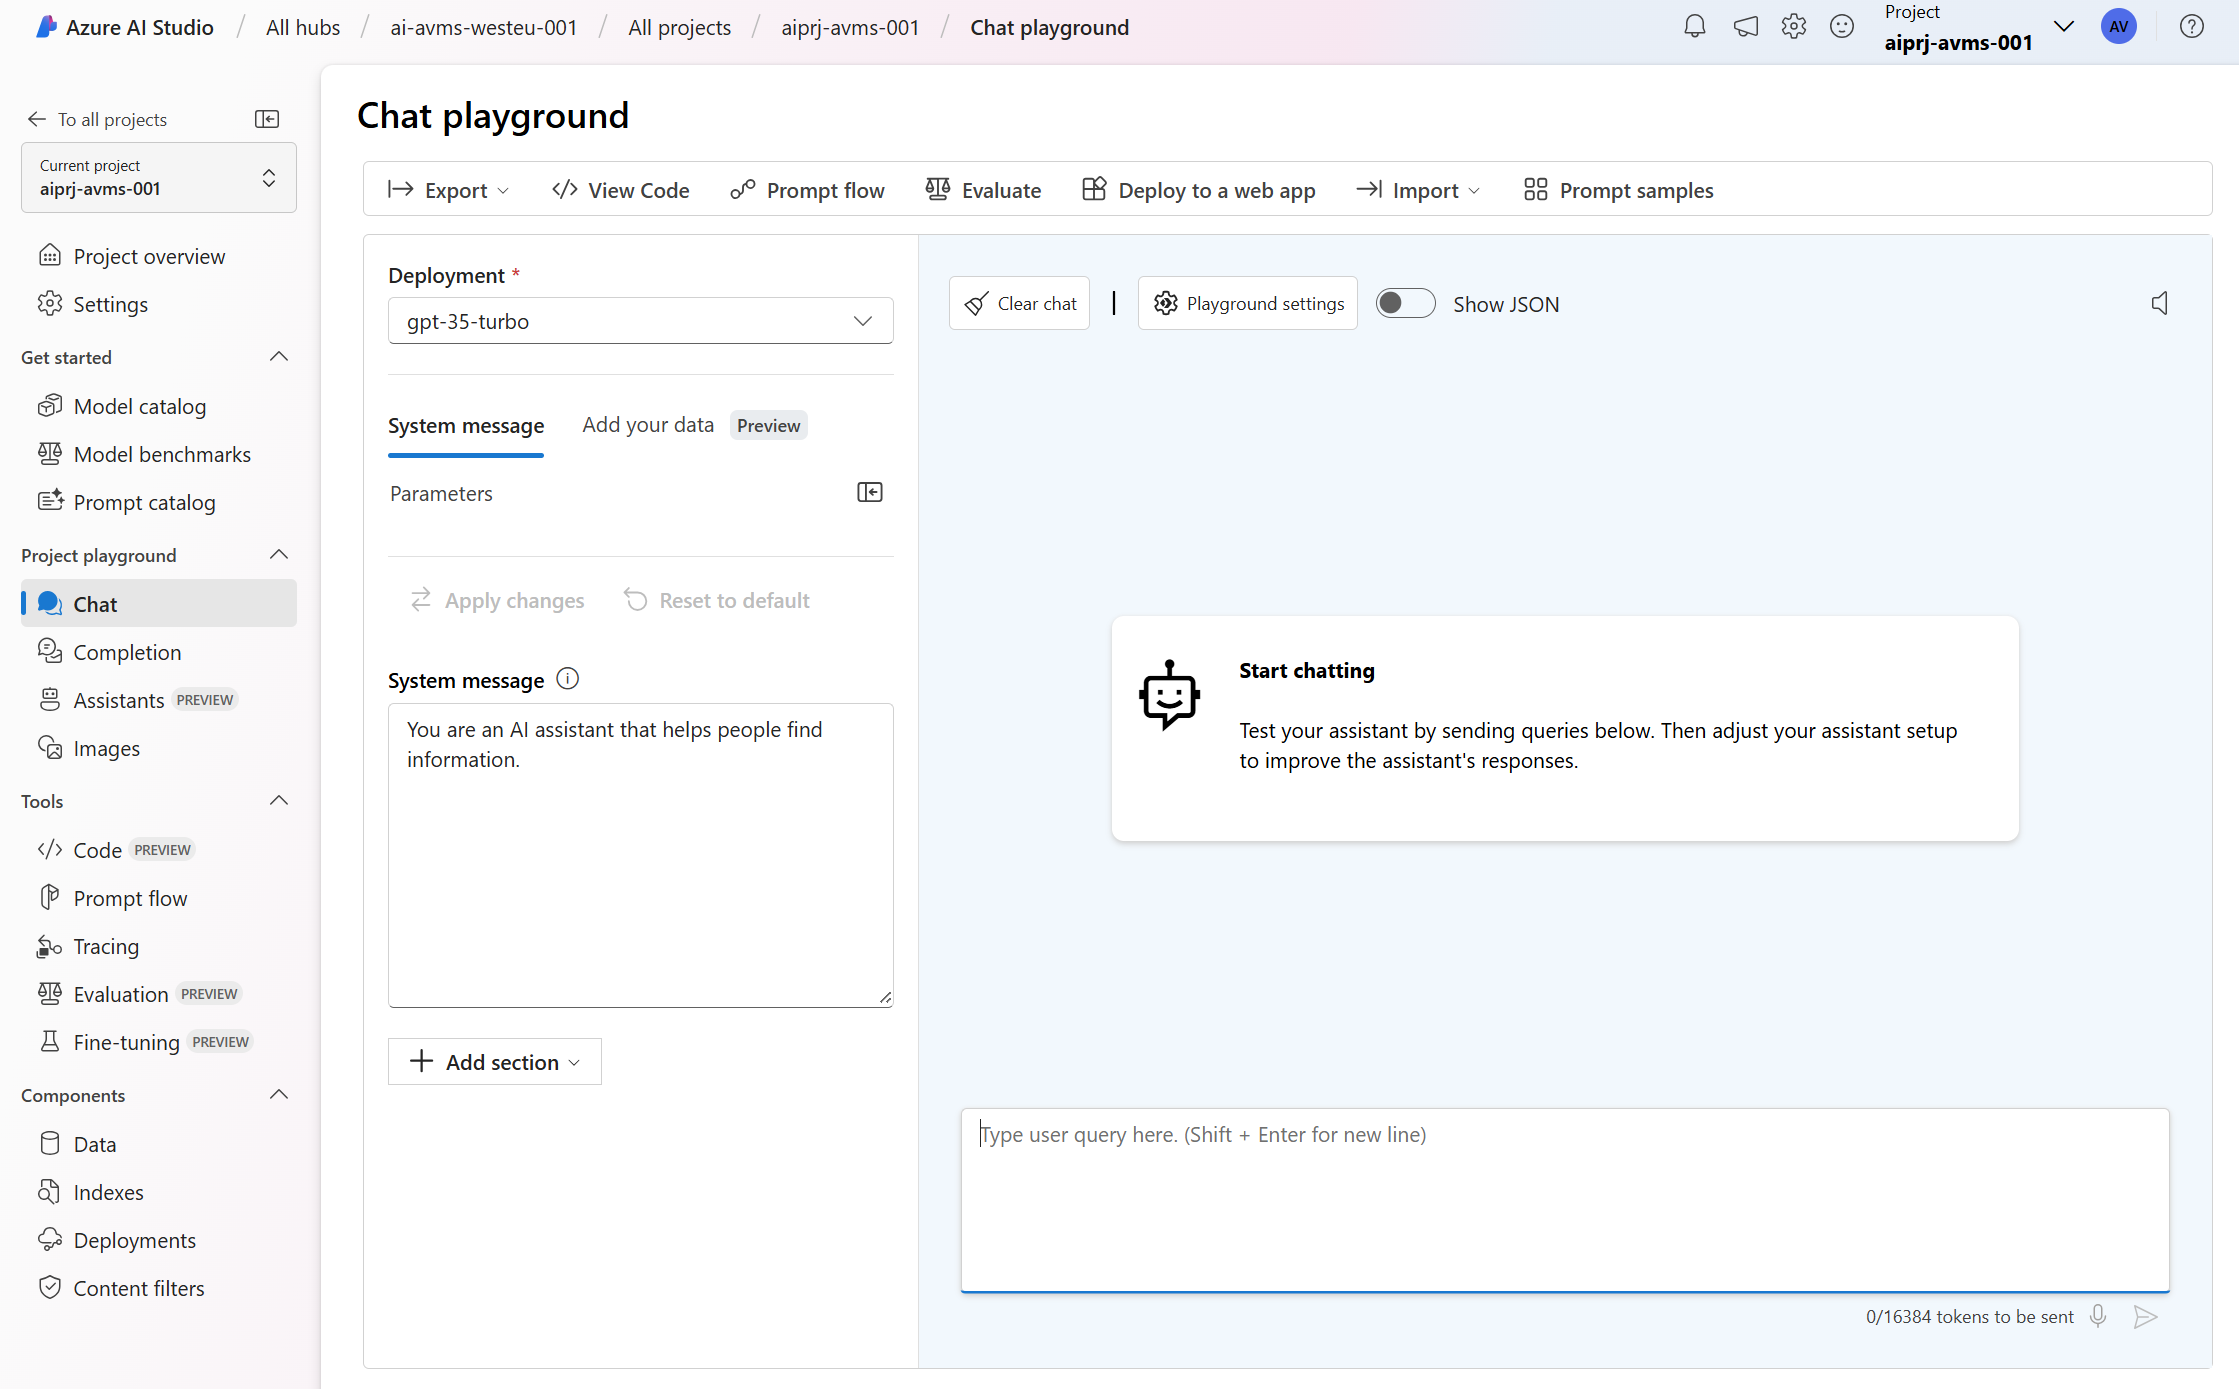 Azure AI Studio / All hubs / ai-avms-westeu-001 / All projects / aiprj-avms-001 / Chat playground
Project
aiprj-avms-001
AV
To all projects
Current project
aiprj-avms-001
Project overview
Settings
Get started
Model catalog
Model benchmarks
Prompt catalog
Project playground
Chat
Completion
Assistants PREVIEW
Images
Tools
Code PREVIEW
Prompt flow
Tracing
Evaluation PREVIEW
Fine-tuning PREVIEW
Components
Data
Indexes
Deployments
Content filters
Chat playground
Export View Code Prompt flow Evaluate Deploy to a web app Import Prompt samples
Deployment *
gpt-35-turbo
System message Add your data Preview
Parameters
Apply changes Reset to default
System message
You are an AI assistant that helps people find
information.
Add section
Clear chat | Playground settings Show JSON
Start chatting
Test your assistant by sending queries below. Then adjust your assistant setup
to improve the assistant's responses.
Type user query here. (Shift + Enter for new line)
0/16384 tokens to be sent